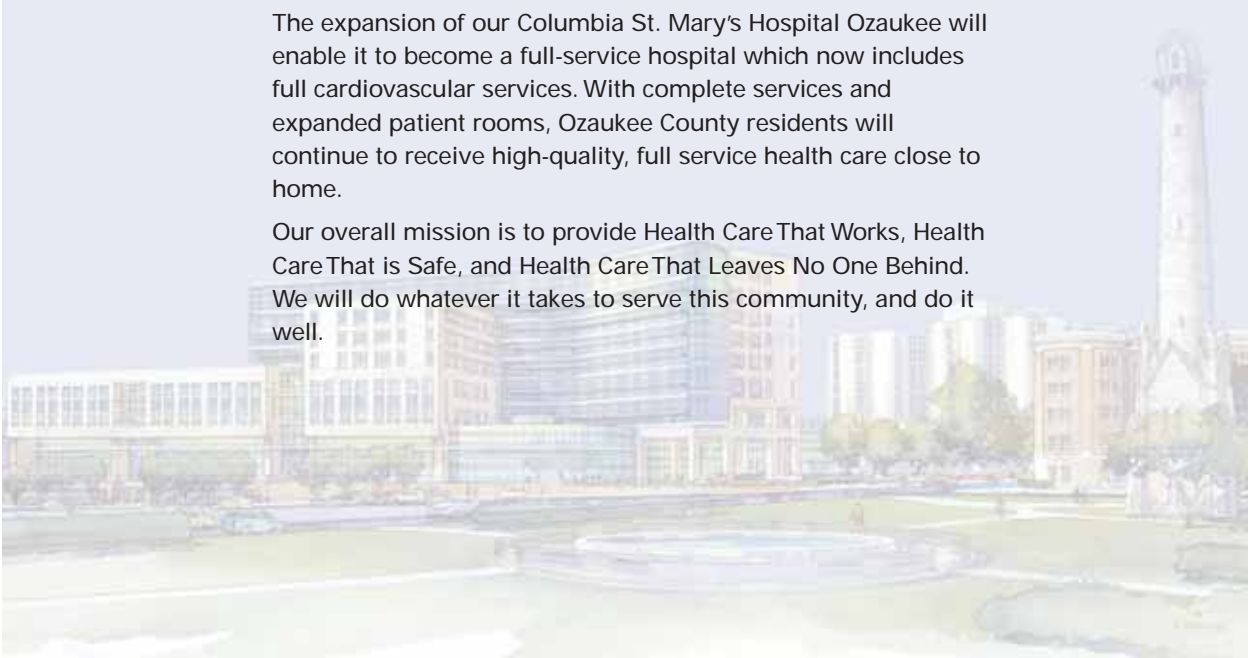 The expansion of our Columbia St. Mary's Hospital Ozaukee will
enable it to become a full-service hospital which now includes
full cardiovascular services. With complete services and
expanded patient rooms, Ozaukee County residents will
continue to receive high-quality, full service health care close to
home.
Our overall mission is to provide Health Care That Works, Health
Care That is Safe, and Health Care That Leaves No One Behind.
We will do whatever it takes to serve this community, and do it
well.